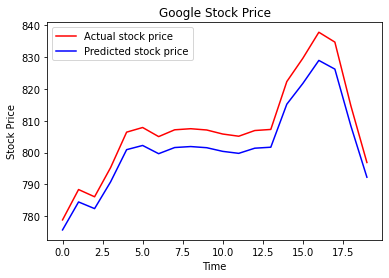 Google Stock Price
Actual stock price
Predicted stock price
840
830
820
810
800
790
780
Stock Price
0.0 2.5 5.0 7.5 10.0 12.5 15.0 17.5
Time